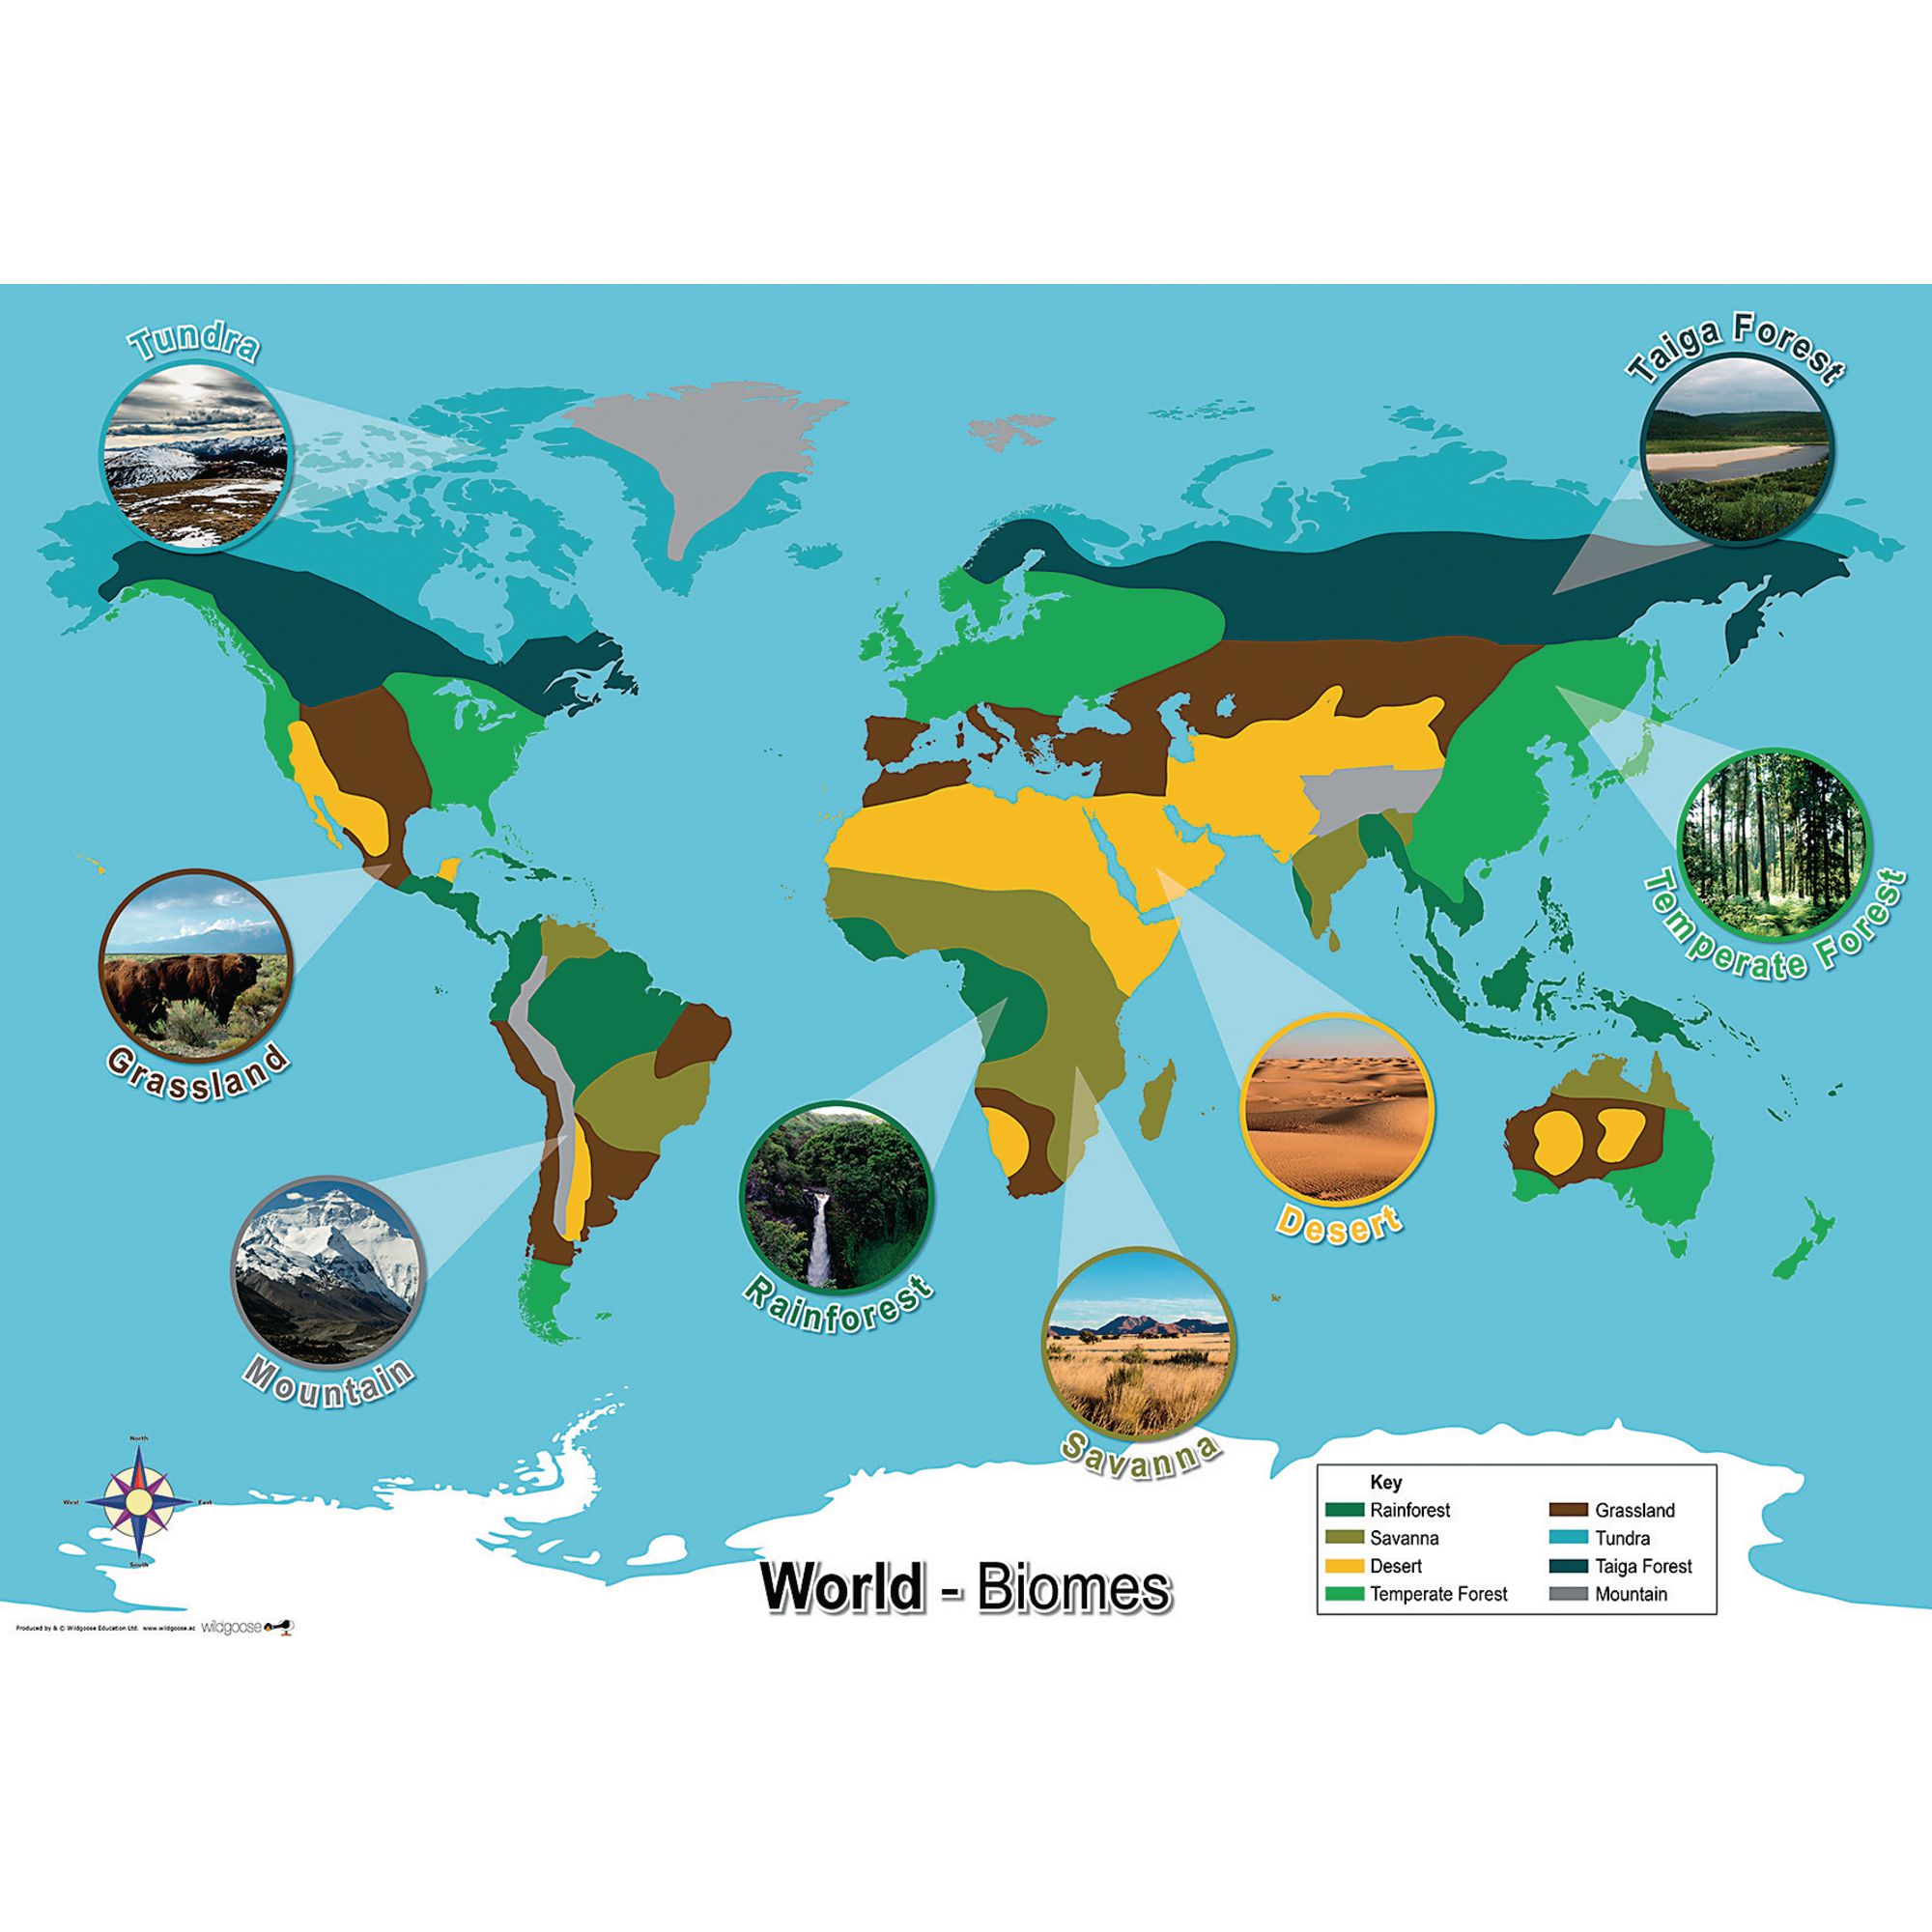 Tundra
Taiga Forest
Grassland
Temperate Forest
Mountain
Rainforest
Desert
Savanna
North
West
East
South
World - Biomes
Key
Rainforest
Savanna
Desert
Temperate Forest
Grassland
Tundra
Taiga Forest
Mountain
Produced by & © Wildgoose Education Ltd. www.wildgoose.ac wildgoose